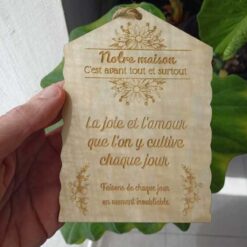 Notre maison
C'est avant tout et surtout
La joie et l'amour
que l'on y cultive
chaque jour
Faisons de chaque jour
un moment inoubliable